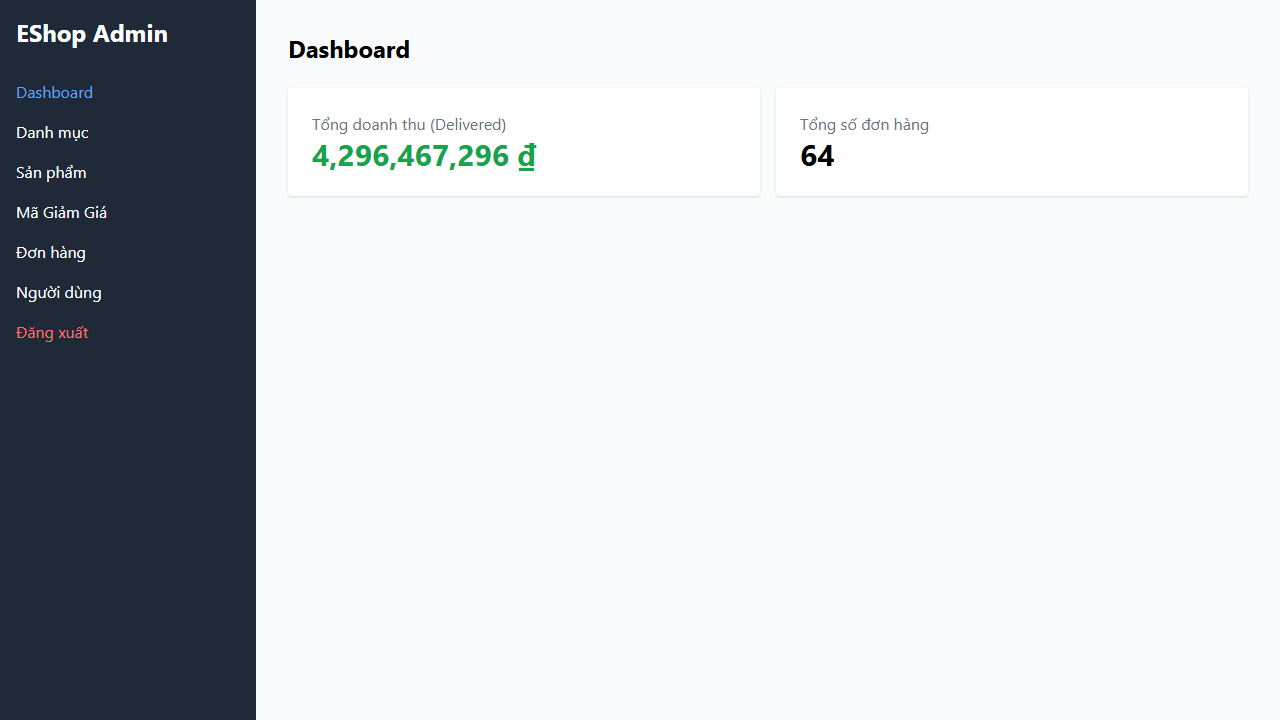 EShop Admin
Dashboard
Danh mục
Sản phẩm
Mã Giảm Giá
Đơn hàng
Người dùng
Đăng xuất
Dashboard
Tổng doanh thu (Delivered)
4,296,467,296 ₫
Tổng số đơn hàng
64